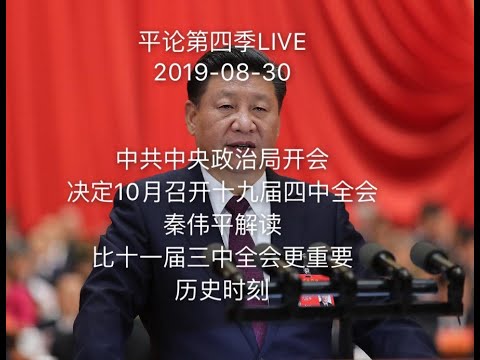 平论第四季LIVE
2019-08-30
中共中央政治局开会
决定10月召开十九届四中全会
秦伟平解读
比十一届三中全会更重要
历史时刻